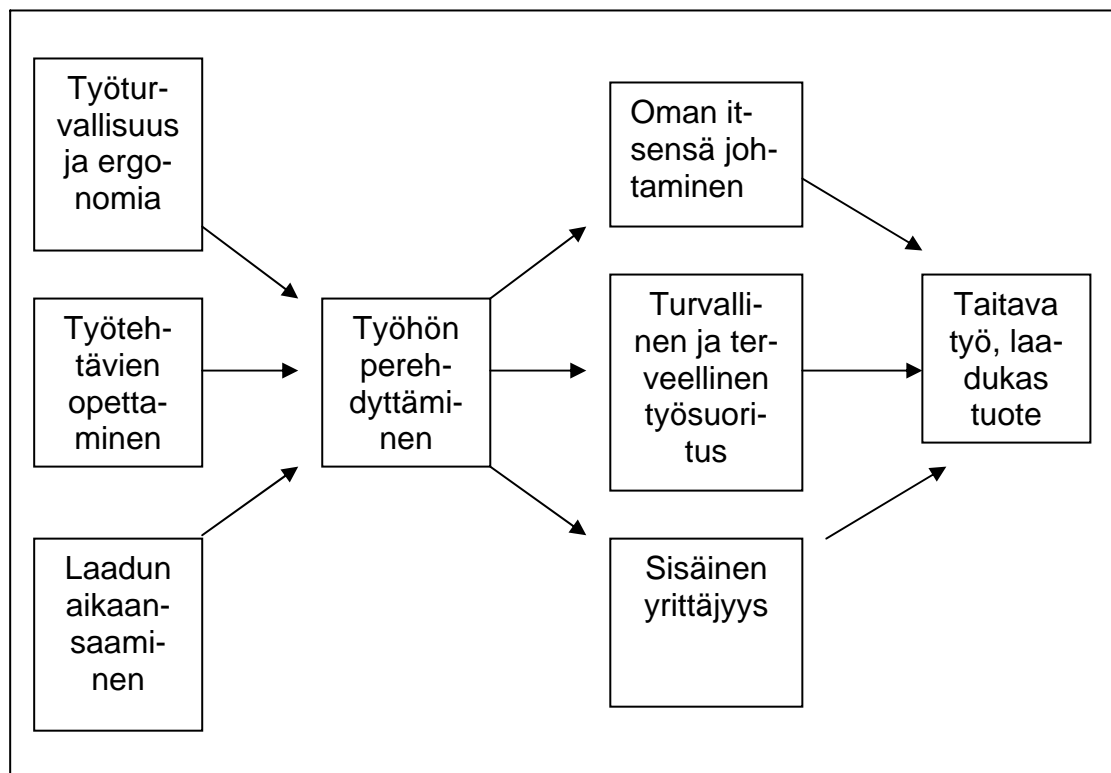 Työtur-
vallisuus
ja ergo-
nomia
Työteh-
tävien
opetta-
minen
Laadun
aikaan-
saami-
nen
Työhön
pereh-
dyttämi-
nen
Oman it-
sensä joh-
taminen
Turvalli-
nen ja ter-
veellinen
työsuori-
tus
Sisäinen
yrittäjyys
Taitava
työ, laa-
dukas
tuote